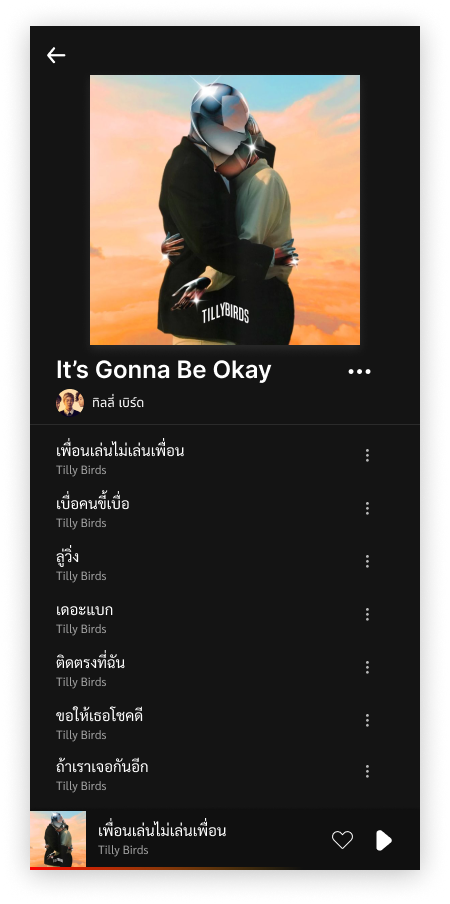 TILLYBIRDS
It's Gonna Be Okay
ทิลลี่ เบิร์ด
เพื่อนเล่นไม่เล่นเพื่อน
Tilly Birds
เบื่อคนขี้เบื่อ
Tilly Birds
ลู่วิ่ง
Tilly Birds
เดอะแบก
Tilly Birds
ติดตรงที่ฉัน
Tilly Birds
ขอให้เธอโชคดี
Tilly Birds
ถ้าเราเจอกันอีก
Tilly Birds
เพื่อนเล่นไม่เล่นเพื่อน
Tilly Birds